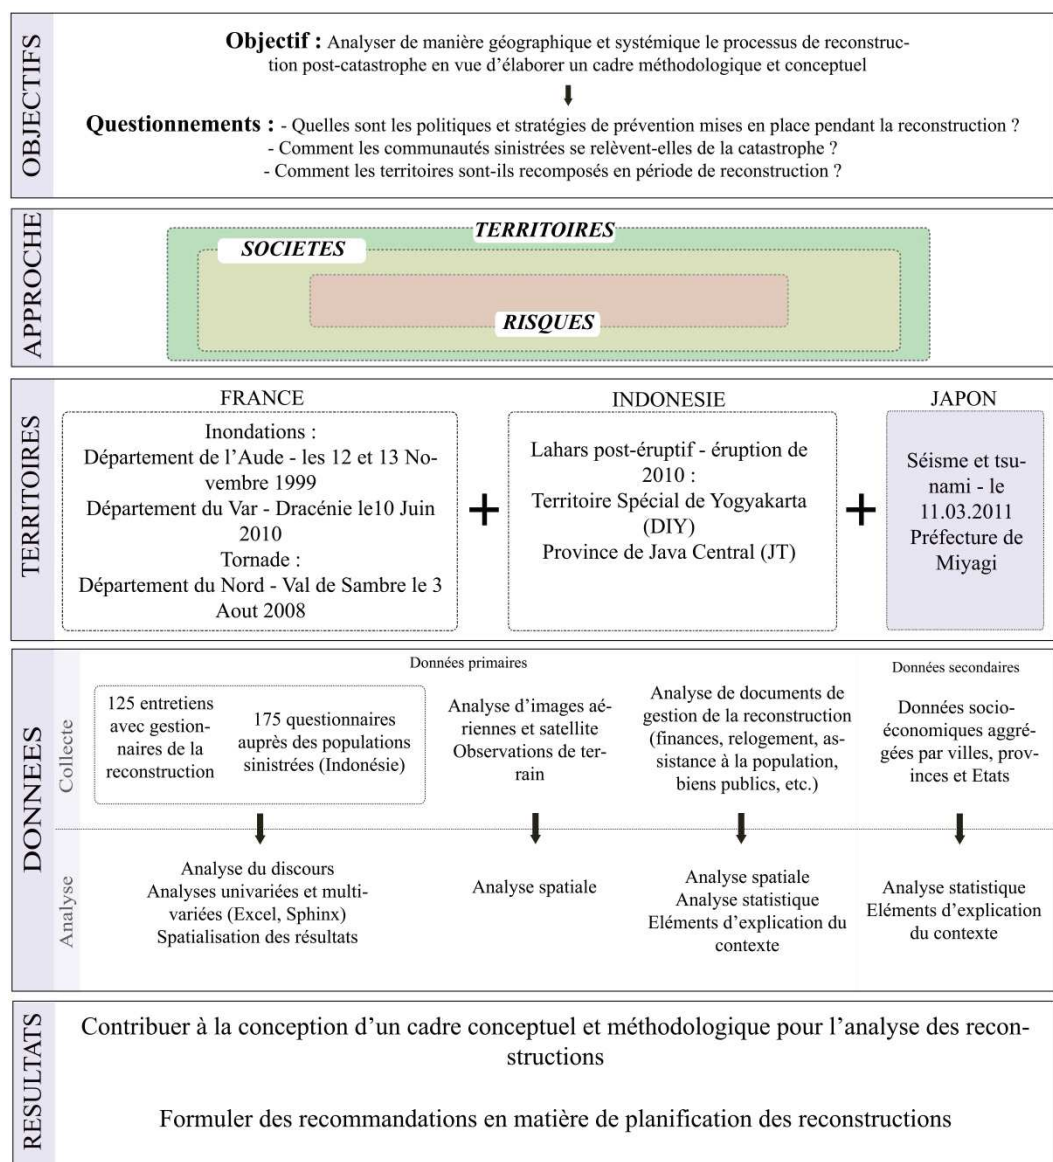 OBJECTIFS
Objectif : Analyser de manière géographique et systémique le processus de reconstruc-
tion post-catastrophe en vue d'élaborer un cadre méthodologique et conceptuel
Questionnements : - Quelles sont les politiques et stratégies de prévention mises en place pendant la reconstruction ?
- Comment les communautés sinistrées se relèvent-elles de la catastrophe ?
- Comment les territoires sont-ils recomposés en période de reconstruction ?
APPROCHE
TERRITOIRES
SOCIETES
RISQUES
TERRITOIRES
FRANCE
Inondations :
Département de l'Aude - les 12 et 13 No-
vembre 1999
Département du Var - Dracénie le10 Juin
2010
Tornade :
Département du Nord - Val de Sambre le 3
Aout 2008
+
INDONESIE
Lahars post-éruptif - éruption de
2010 :
Territoire Spécial de Yogyakarta
(DIY)
Province de Java Central (JT)
+
JAPON
Séisme et tsu-
nami - le
11.03.2011
Préfecture de
Miyagi
DONNEES
Collecte
Données primaires
125 entretiens
avec gestion-
naires de la
reconstruction
175 questionnaires
auprès des populations
sinistrées (Indonésie)
Analyse d'images aé-
riennes et satellite
Observations de ter-
rain
Analyse de documents de
gestion de la reconstruction
(finances, relogement, as-
sistance à la population,
biens publics, etc.)
Données secondaires
Données socio-
économiques aggré-
gées par villes, prov-
inces et Etats
Analyse
Analyse du discours
Analyses univariées et multi-
variées (Excel, Sphinx)
Spatialisation des résultats
Analyse spatiale
Analyse spatiale
Analyse statistique
Eléments d'explication du
contexte
Analyse statistique
Eléments d'explication
du contexte
RESULTATS
Contribuer à la conception d'un cadre conceptuel et méthodologique pour l'analyse des recon-
structions
Formuler des recommandations en matière de planification des reconstructions